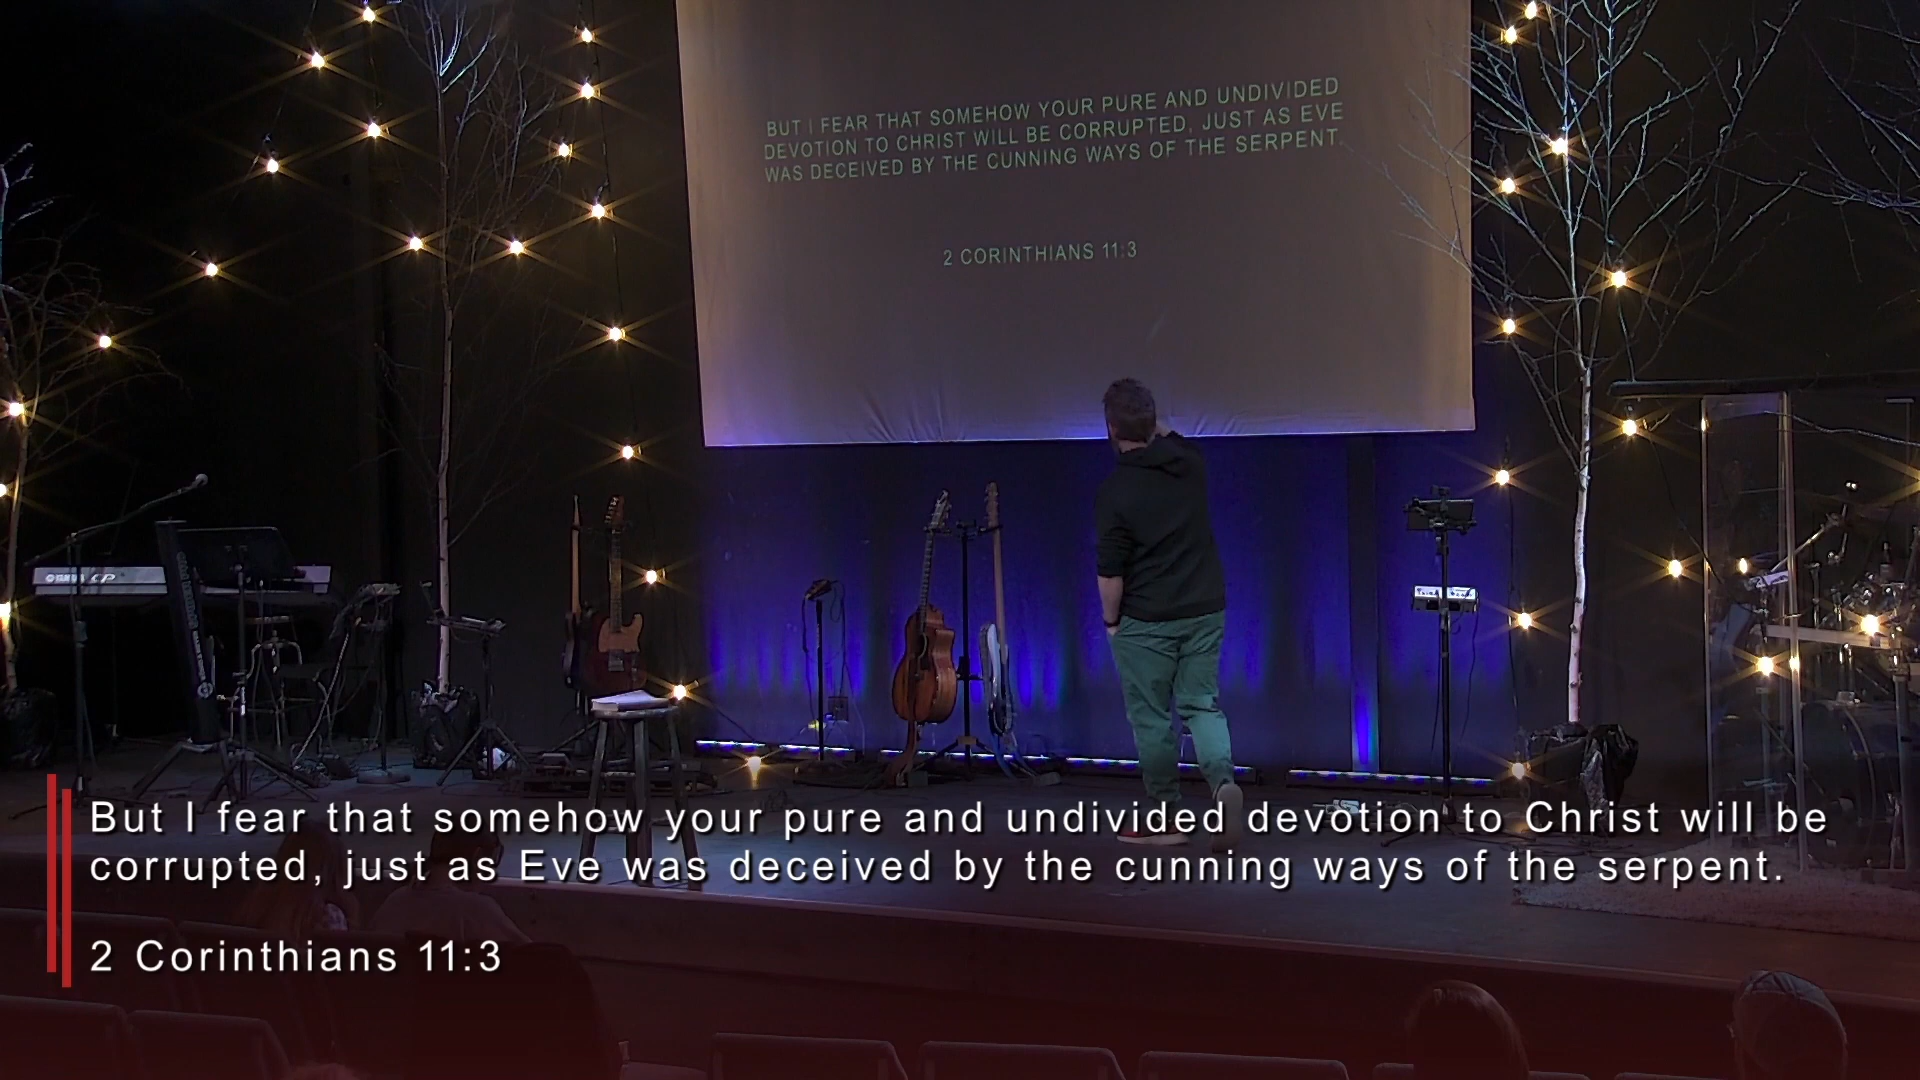 BUT I FEAR THAT SOMEHOW YOUR PURE AND UNDIVIDED
DEVOTION TO CHRIST WILL BE CORRUPTED, JUST AS EVE
WAS DECEIVED BY THE CUNNING WAYS OF THE SERPENT.
2 CORINTHIANS 11:3
YAMAHA CP
But I fear that somehow your pure and undivided devotion to Christ will be
corrupted, just as Eve was deceived by the cunning ways of the serpent.
2 Corinthians 11:3